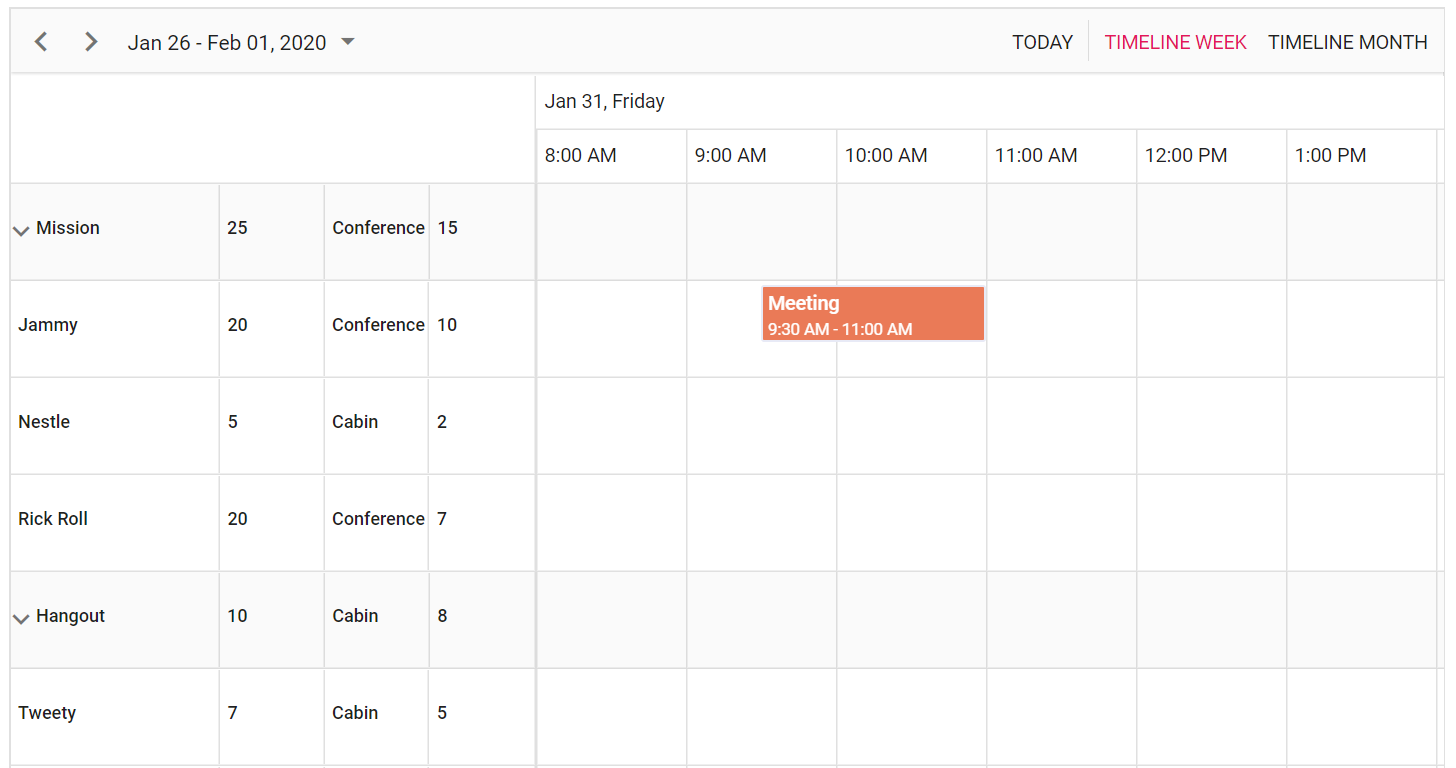 Jan 26 - Feb 01, 2020 TODAY TIMELINE WEEK TIMELINE MONTH
Jan 31, Friday
8:00 AM 9:00 AM 10:00 AM 11:00 AM 12:00 PM 1:00 PM
Mission 25 Conference 15
Jammy 20 Conference 10
Meeting
9:30 AM - 11:00 AM
Nestle 5 Cabin 2
Rick Roll 20 Conference 7
Hangout 10 Cabin 8
Tweety 7 Cabin 5